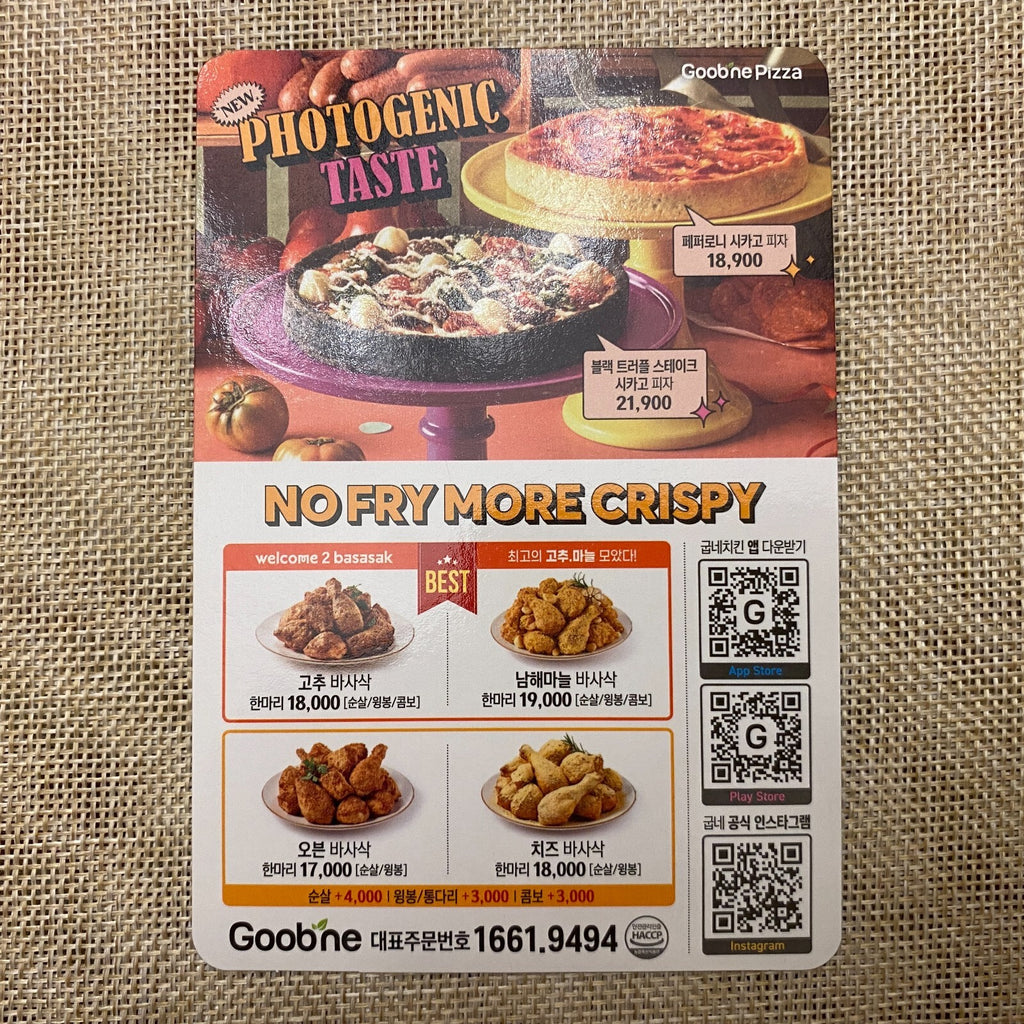 Goobne Pizza
NEW
PHOTOGENIC
TASTE
페퍼로니 시카고 피자
18,900
블랙 트러플 스테이크
시카고 피자
21,900
NO FRY MORE CRISPY
welcome 2 basasak
BEST
최고의 고추.마늘 모았다!
고추 바사삭
한마리 18,000 [순살/윙봉/콤보]
남해마늘 바사삭
한마리 19,000 [순살/윙봉/콤보]
오븐 바사삭
한마리 17,000 [순살/윙봉]
치즈 바사삭
한마리 18,000 [순살/윙봉]
순살 +4,000 | 윙봉/통다리 +3,000 | 콤보 +3,000
굽네치킨 앱 다운받기
G
App Store
G
Play Store
굽네 공식 인스타그램
Instagram
Goobne 대표주문번호 1661.9494
HACCP